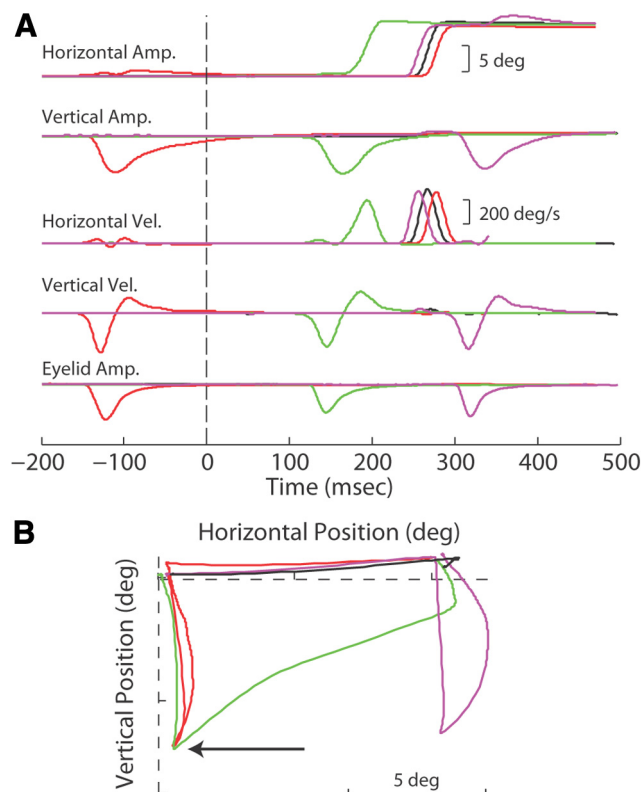 A
Horizontal Amp.
5 deg
Vertical Amp.
Horizontal Vel.
200 deg/s
Vertical Vel.
Eyelid Amp.
−200 −100 0 100 200 300 400 500
Time (msec)
B
Horizontal Position (deg)
Vertical Position (deg)
5 deg